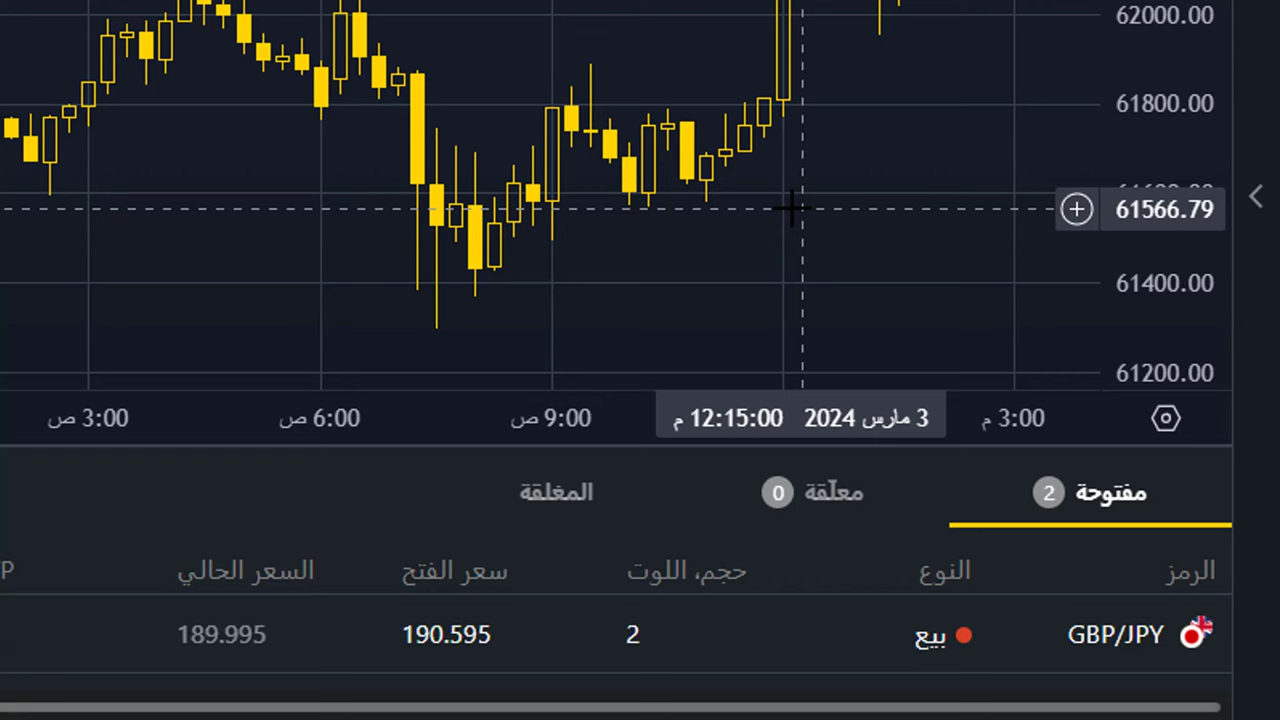 62000.00
61800.00
61566.79
61400.00
61200.00
3:00 ص
6:00 ص
9:00 ص
3 مارس 2024 12:15:00 م
3:00 م
مفتوحة 2
معلّقة 0
المغلقة
الرمز النوع حجم، اللوت سعر الفتح السعر الحالي
GBP/JPY بيع 2 190.595 189.995